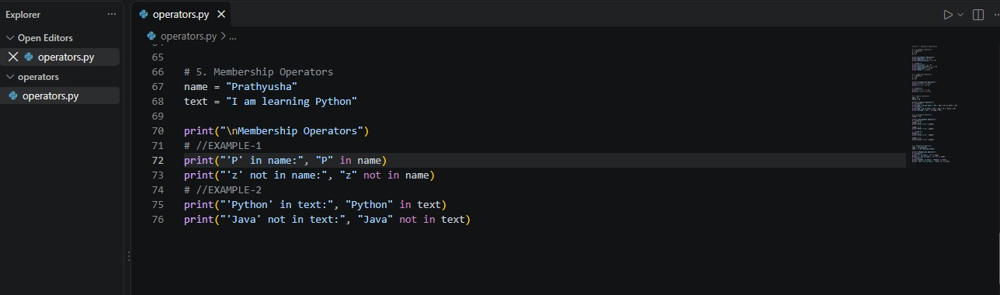 Explorer
Open Editors
operators.py
operators
operators.py
operators.py
operators.py > ...
65
66 # 5. Membership Operators
67 name = "Prathyusha"
68 text = "I am learning Python"
69
70 print("\nMembership Operators")
71 # //EXAMPLE-1
72 print("'P' in name:", "P" in name)
73 print("'z' not in name:", "z" not in name)
74 # //EXAMPLE-2
75 print("'Python' in text:", "Python" in text)
76 print("'Java' not in text:", "Java" not in text)